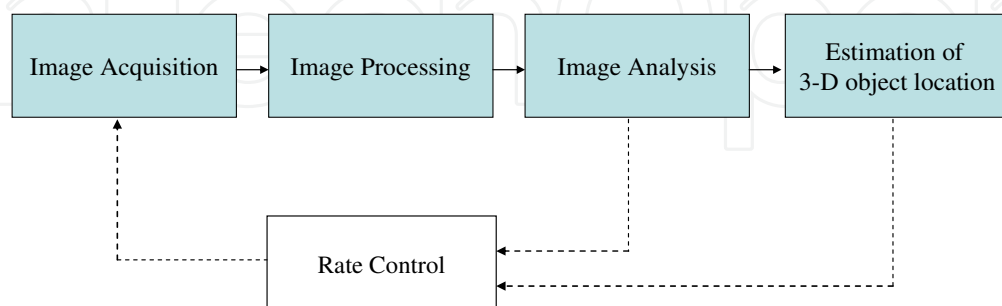 Image Acquisition
Image Processing
Image Analysis
Estimation of
3-D object location
Rate Control